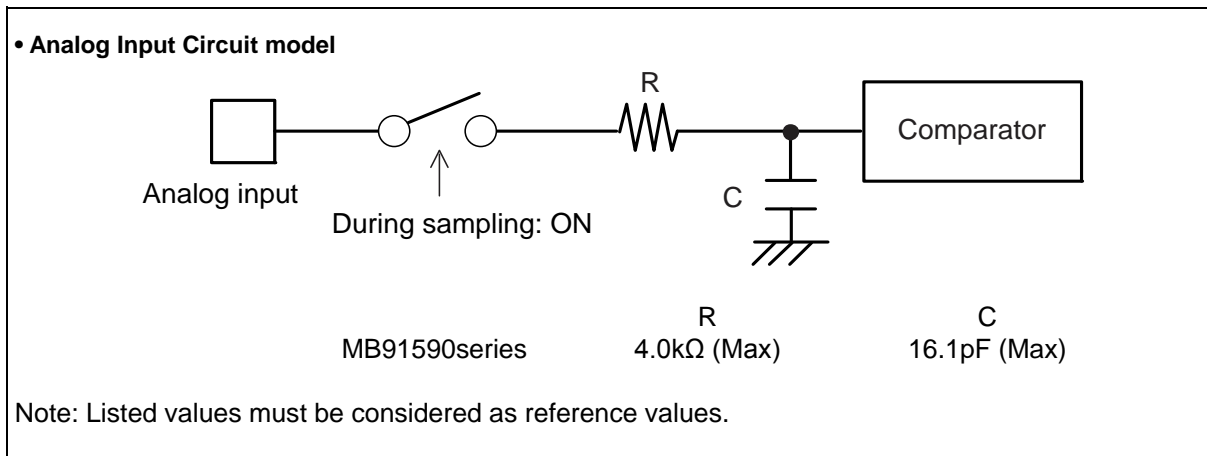 • Analog Input Circuit model
R
Comparator
Analog input
C
During sampling: ON
R C
MB91590series 4.0kΩ (Max) 16.1pF (Max)
Note: Listed values must be considered as reference values.